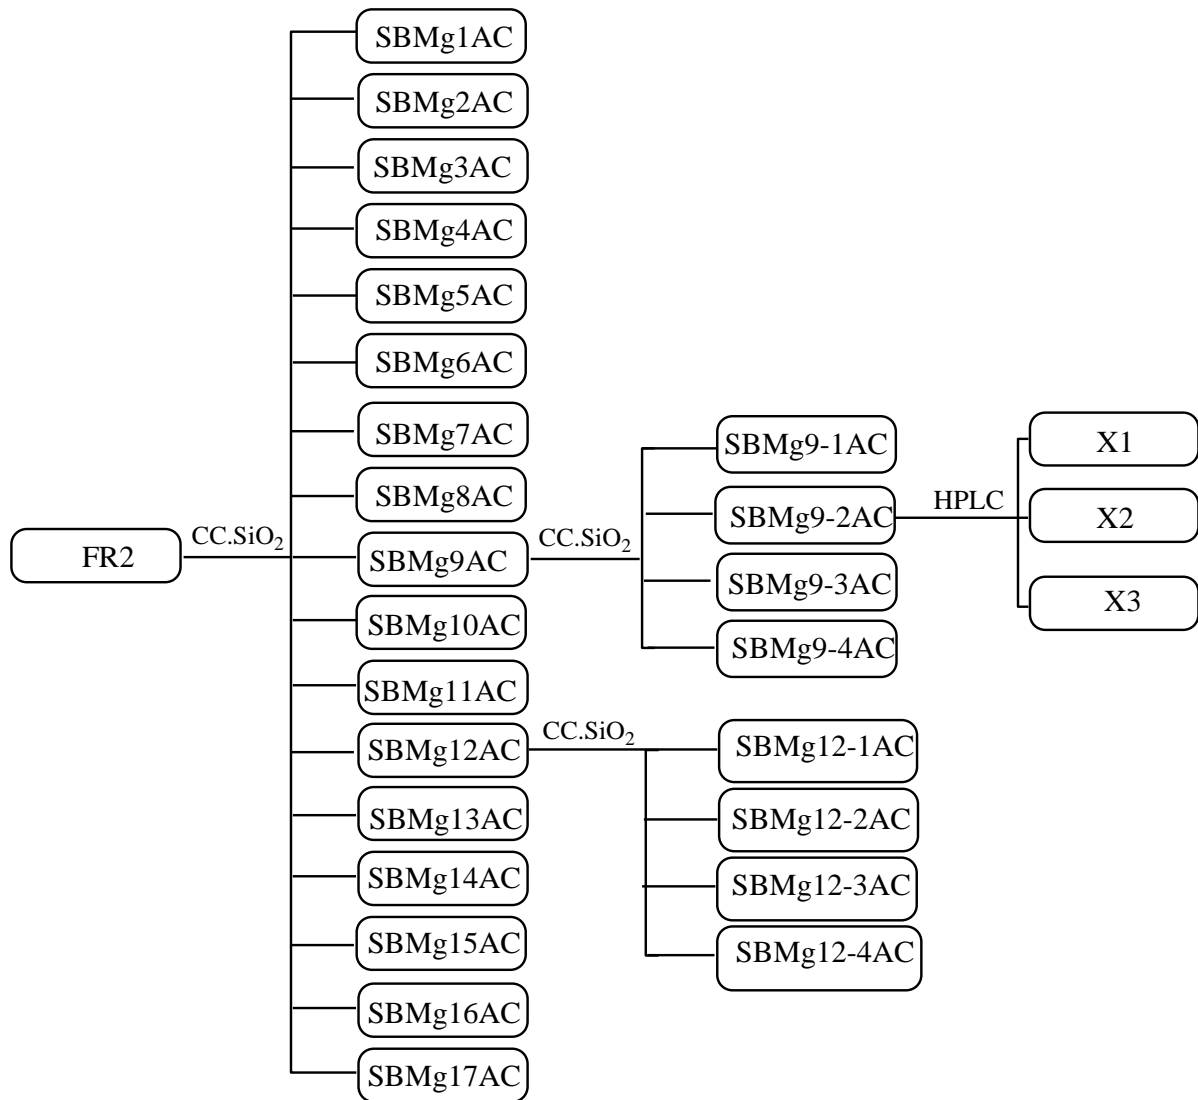 FR2
CC.SiO₂
SBMg1AC
SBMg2AC
SBMg3AC
SBMg4AC
SBMg5AC
SBMg6AC
SBMg7AC
SBMg8AC
SBMg9AC
SBMg10AC
SBMg11AC
SBMg12AC
SBMg13AC
SBMg14AC
SBMg15AC
SBMg16AC
SBMg17AC
CC.SiO₂
SBMg9-1AC
SBMg9-2AC
SBMg9-3AC
SBMg9-4AC
HPLC
X1
X2
X3
CC.SiO₂
SBMg12-1AC
SBMg12-2AC
SBMg12-3AC
SBMg12-4AC